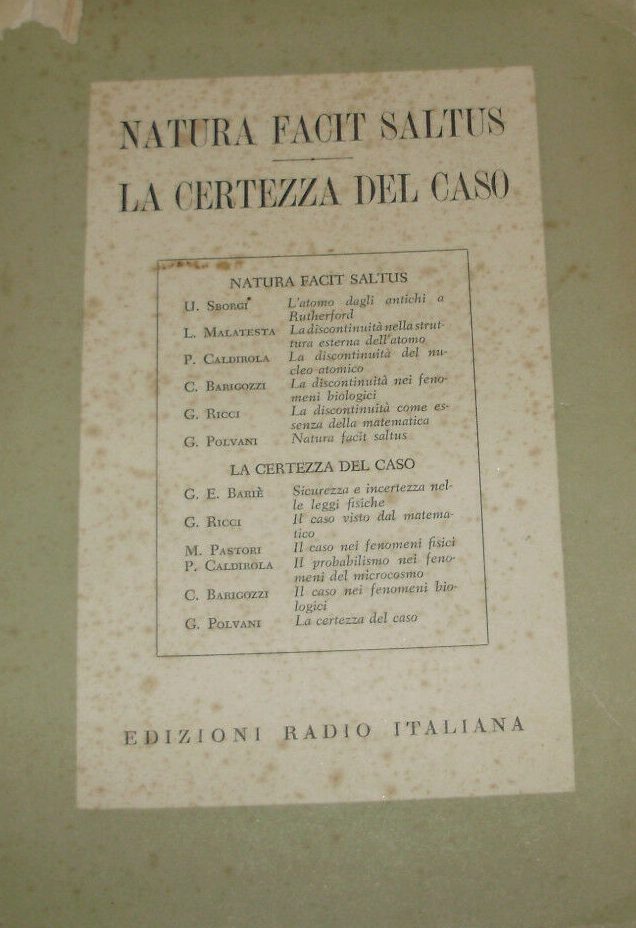 NATURA FACIT SALTUS
LA CERTEZZA DEL CASO
NATURA FACIT SALTUS
U. SBORGI L'atomo dagli antichi a
Rutherford
L. MALATESTA La discontinuità nella strut-
tura esterna dell'atomo
P. CALDIROLA La discontinuità del nu-
cleo atomico
C. BARIGOZZI La discontinuità nei feno-
meni biologici
G. RICCI La discontinuità come es-
senza della matematica
G. POLVANI Natura facit saltus
LA CERTEZZA DEL CASO
G. E. BARIÈ Sicurezza e incertezza nel-
le leggi fisiche
G. RICCI Il caso visto dal matema-
tico
M. PASTORI Il caso nei fenomeni fisici
P. CALDIROLA Il probabilismo nei feno-
meni del microcosmo
C. BARIGOZZI Il caso nei fenomeni bio-
logici
G. POLVANI La certezza del caso
EDIZIONI RADIO ITALIANA